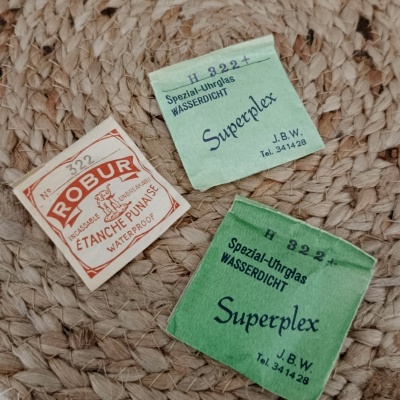 H 322+
Spezial-Uhrglas
WASSERDICHT
Superplex
J.B.W.
Tel. 341428
No 322
ROBUR
INCASSABLE UNBREAKABLE
ÉTANCHE PUNAISE
WATERPROOF
H 322+
Spezial-Uhrglas
WASSERDICHT
Superplex
J.B.W.
Tel. 341428